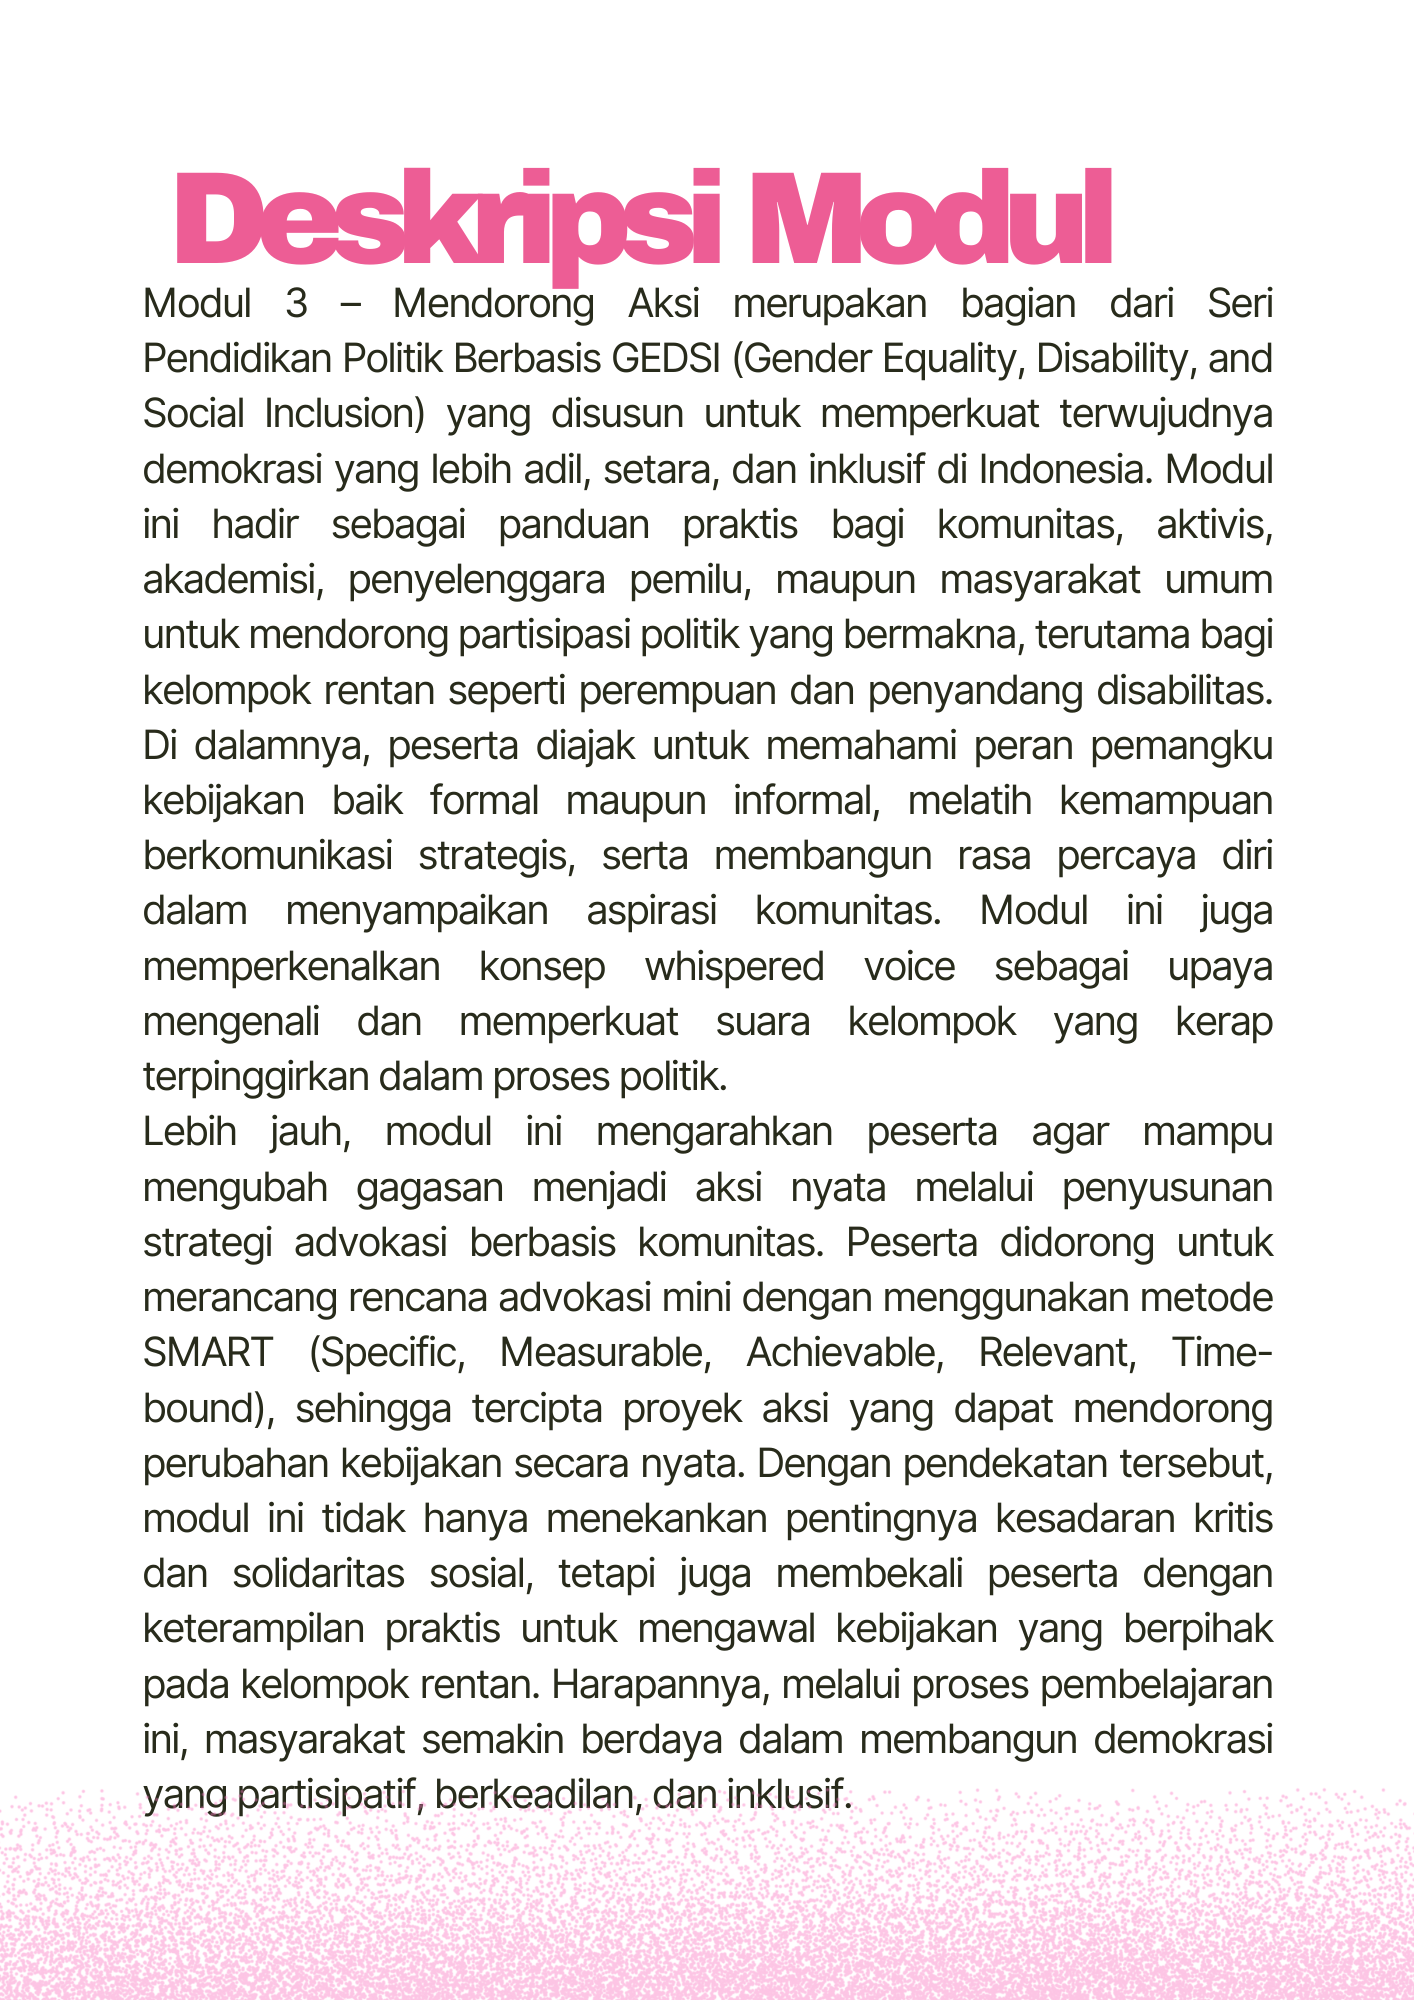 Deskripsi Modul
Modul 3 – Mendorong Aksi merupakan bagian dari Seri
Pendidikan Politik Berbasis GEDSI (Gender Equality, Disability, and
Social Inclusion) yang disusun untuk memperkuat terwujudnya
demokrasi yang lebih adil, setara, dan inklusif di Indonesia. Modul
ini hadir sebagai panduan praktis bagi komunitas, aktivis,
akademisi, penyelenggara pemilu, maupun masyarakat umum
untuk mendorong partisipasi politik yang bermakna, terutama bagi
kelompok rentan seperti perempuan dan penyandang disabilitas.
Di dalamnya, peserta diajak untuk memahami peran pemangku
kebijakan baik formal maupun informal, melatih kemampuan
berkomunikasi strategis, serta membangun rasa percaya diri
dalam menyampaikan aspirasi komunitas. Modul ini juga
memperkenalkan konsep whispered voice sebagai upaya
mengenali dan memperkuat suara kelompok yang kerap
terpinggirkan dalam proses politik.
Lebih jauh, modul ini mengarahkan peserta agar mampu
mengubah gagasan menjadi aksi nyata melalui penyusunan
strategi advokasi berbasis komunitas. Peserta didorong untuk
merancang rencana advokasi mini dengan menggunakan metode
SMART (Specific, Measurable, Achievable, Relevant, Time-
bound), sehingga tercipta proyek aksi yang dapat mendorong
perubahan kebijakan secara nyata. Dengan pendekatan tersebut,
modul ini tidak hanya menekankan pentingnya kesadaran kritis
dan solidaritas sosial, tetapi juga membekali peserta dengan
keterampilan praktis untuk mengawal kebijakan yang berpihak
pada kelompok rentan. Harapannya, melalui proses pembelajaran
ini, masyarakat semakin berdaya dalam membangun demokrasi
yang partisipatif, berkeadilan, dan inklusif.